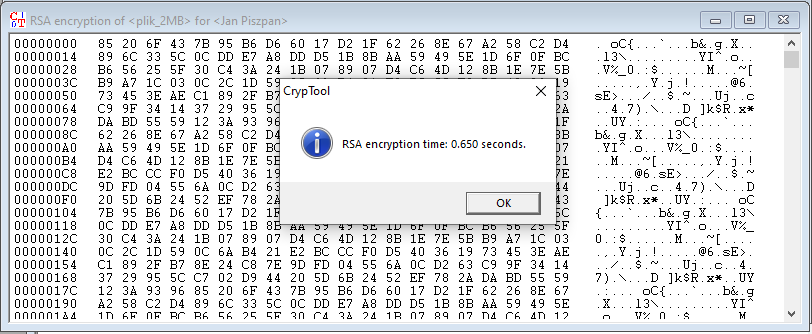 RSA encryption of <plik_2MB> for <Jan Piszpan>
00000000 85 20 6F 43 7B 95 B6 D6 60 17 D2 1F 62 26 8E 67 A2 58 C2 D4 . oC{...`...b&.g.X..
00000014 89 6C 33 5C 0C DD E7 A8 DD D5 1B 8B AA 59 49 5E 1D 6F 0F BC .l3\.........YI^.o..
00000028 B6 56 25 5F 30 C4 3A 24 1B 07 89 07 D4 C6 4D 12 8B 1E 7E 5B .V%_0.:$......M...~[
0000003C B9 A7 1C 03 0C 2C 1D 59 .....,.Y.j.!.....@6.
00000050 73 45 3E AE C1 89 2F B7 sE>.../..$.~...Uj..c
00000064 C9 9F 34 14 37 29 95 5C ..4.7).\...D ]k$R.x*
00000078 DA BD 55 59 12 3A 93 96 ..UY.:... oC{...`...
0000008C 62 26 8E 67 A2 58 C2 D4 b&.g.X...l3\........
000000A0 AA 59 49 5E 1D 6F 0F BC .YI^.o...V%_0.:$....
000000B4 D4 C6 4D 12 8B 1E 7E 5B ..M...~[.....,.Y.j.!
000000C8 E2 BC CC F0 D5 40 36 19 .....@6.sE>.../..$.~
000000DC 9D FD 04 55 6A 0C D2 63 ...Uj..c..4.7).\...D
000000F0 20 5D 6B 24 52 EF 78 2A ]k$R.x*..UY.:... oC
00000104 7B 95 B6 D6 60 17 D2 1F {...`...b&.g.X...l3\
00000118 0C DD E7 A8 DD D5 1B 8B AA 59 49 5E 1D 6F 0F BC B6 56 25 5F .........YI^.o...V%_
0000012C 30 C4 3A 24 1B 07 89 07 D4 C6 4D 12 8B 1E 7E 5B B9 A7 1C 03 0.:$......M...~[....
00000140 0C 2C 1D 59 0C 6A B4 21 E2 BC CC F0 D5 40 36 19 73 45 3E AE .,.Y.j.!.....@6.sE>.
00000154 C1 89 2F B7 8E 24 C8 7E 9D FD 04 55 6A 0C D2 63 C9 9F 34 14 ../..$.~...Uj..c..4.
00000168 37 29 95 5C C7 02 D9 44 20 5D 6B 24 52 EF 78 2A DA BD 55 59 7).\...D ]k$R.x*..UY
0000017C 12 3A 93 96 85 20 6F 43 7B 95 B6 D6 60 17 D2 1F 62 26 8E 67 .:... oC{...`...b&.g
00000190 A2 58 C2 D4 89 6C 33 5C 0C DD E7 A8 DD D5 1B 8B AA 59 49 5E .X...l3\.........YI^
000001A4 1D 6F 0F BC B6 56 25 5F 30 C4 3A 24 1B 07 89 07 D4 C6 4D 12 .o...V%_0.:$......M.
CrypTool
RSA encryption time: 0.650 seconds.
OK